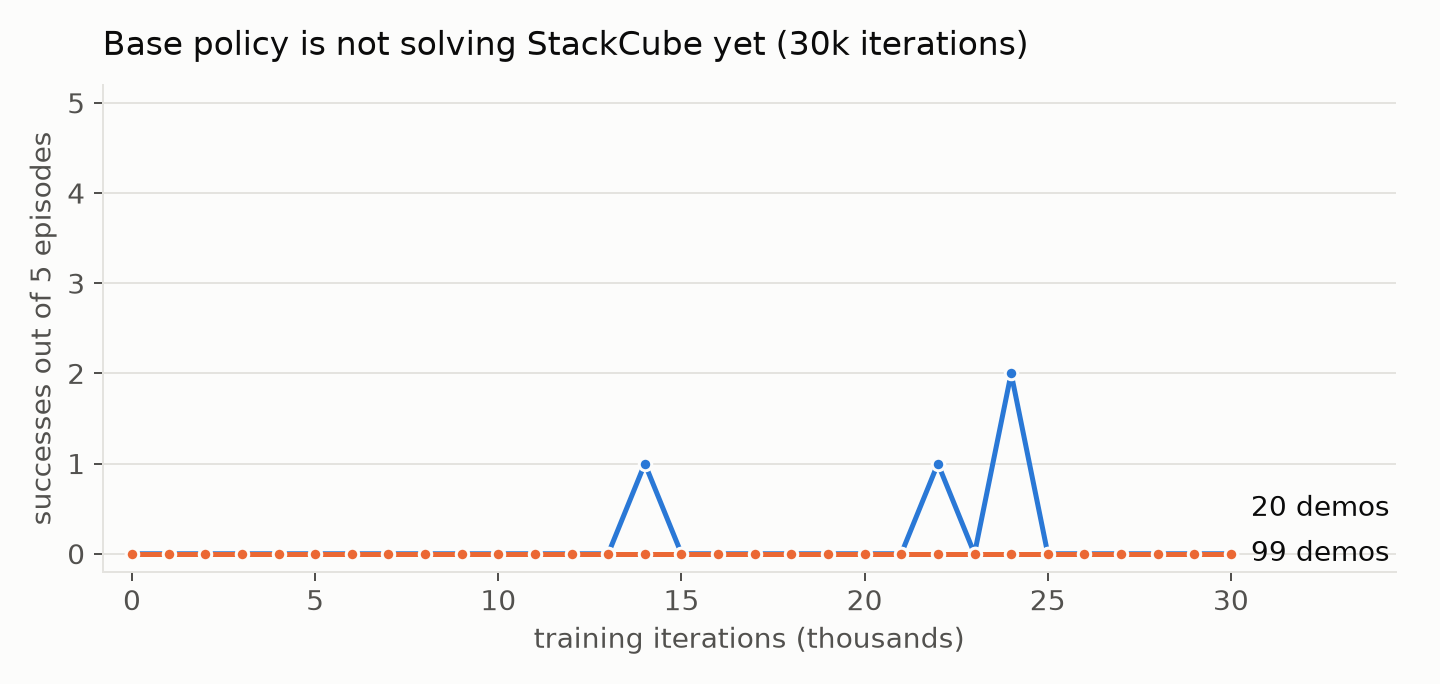 Base policy is not solving StackCube yet (30k iterations)
successes out of 5 episodes
5
4
3
2
1
0
20 demos
99 demos
0 5 10 15 20 25 30
training iterations (thousands)